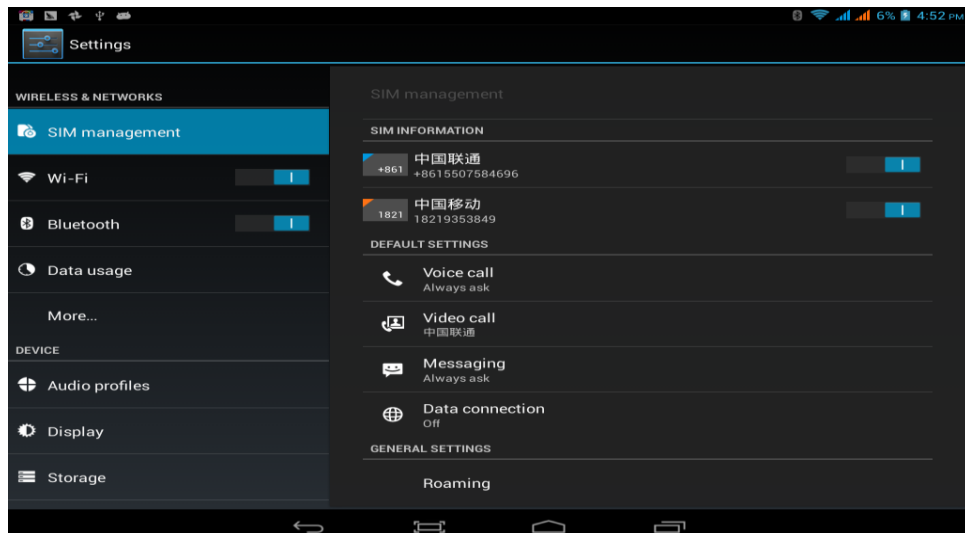 6% 4:52 PM
Settings
WIRELESS & NETWORKS
SIM management
Wi-Fi
Bluetooth
Data usage
More...
DEVICE
Audio profiles
Display
Storage
SIM management
SIM INFORMATION
+861
中国联通
+8615507584696
1821
中国移动
18219353849
DEFAULT SETTINGS
Voice call
Always ask
Video call
中国联通
Messaging
Always ask
Data connection
Off
GENERAL SETTINGS
Roaming